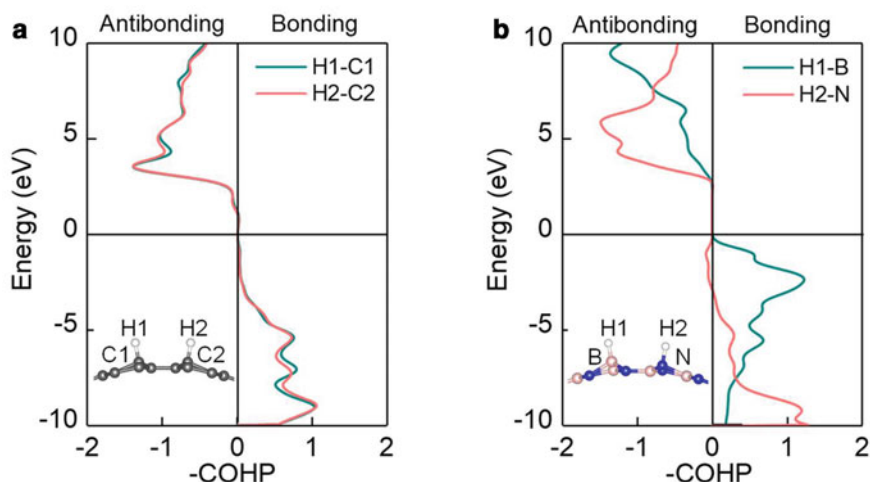 a
Antibonding Bonding
10
5
0
-5
-10
Energy (eV)
H1-C1
H2-C2
H1 H2
C1 C2
-2 -1 0 1 2
-COHP
b
Antibonding Bonding
10
5
0
-5
-10
Energy (eV)
H1-B
H2-N
H1 H2
B N
-2 -1 0 1 2
-COHP